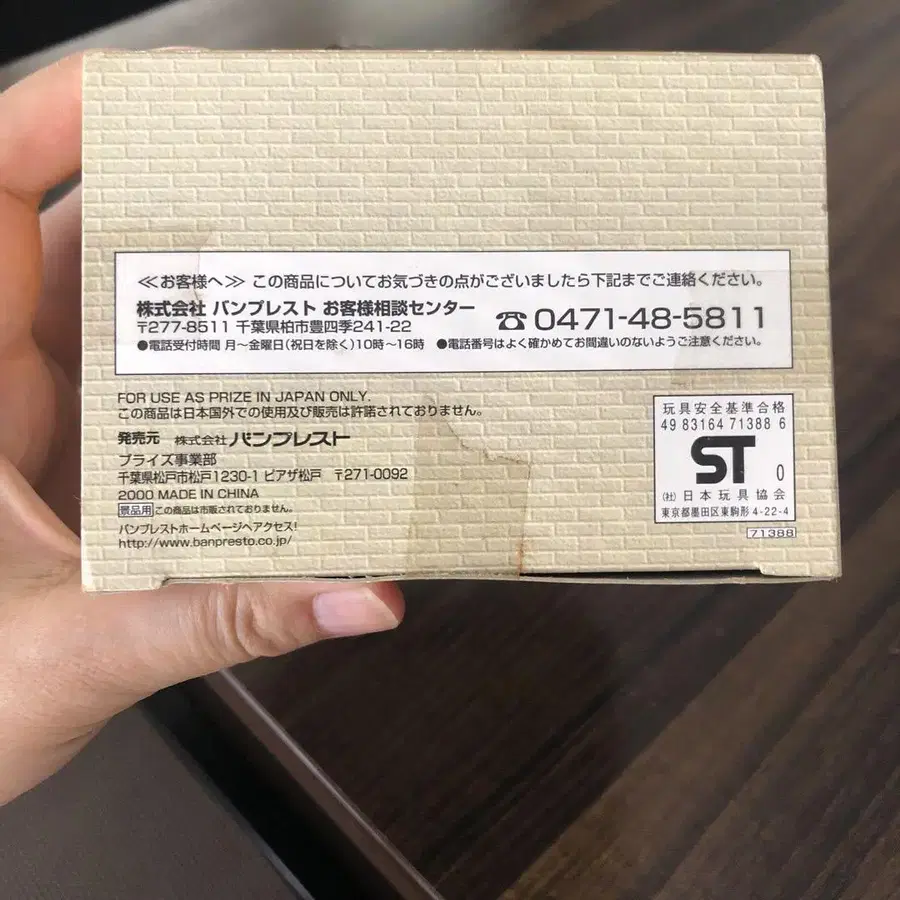 ≪お客様へ≫ この商品についてお気づきの点がございましたら下記までご連絡ください。
株式会社 バンプレスト お客様相談センター
〒277-8511 千葉県柏市豊四季241-22
☎0471-48-5811
●電話受付時間 月〜金曜日(祝日を除く)10時〜16時 ●電話番号はよく確かめてお間違いのないようご注意ください。
FOR USE AS PRIZE IN JAPAN ONLY.
この商品は日本国外での使用及び販売は許諾されておりません。
発売元 株式会社 バンプレスト
プライズ事業部
千葉県松戸市松戸1230-1 ピアザ松戸 〒271-0092
2000 MADE IN CHINA
景品用 この商品は市販されておりません。
バンプレストホームページへアクセス!
http://www.banpresto.co.jp/
玩具安全基準合格
49 83164 71388 6
ST 0
(社)日本玩具協会
東京都墨田区東駒形4-22-4
71388